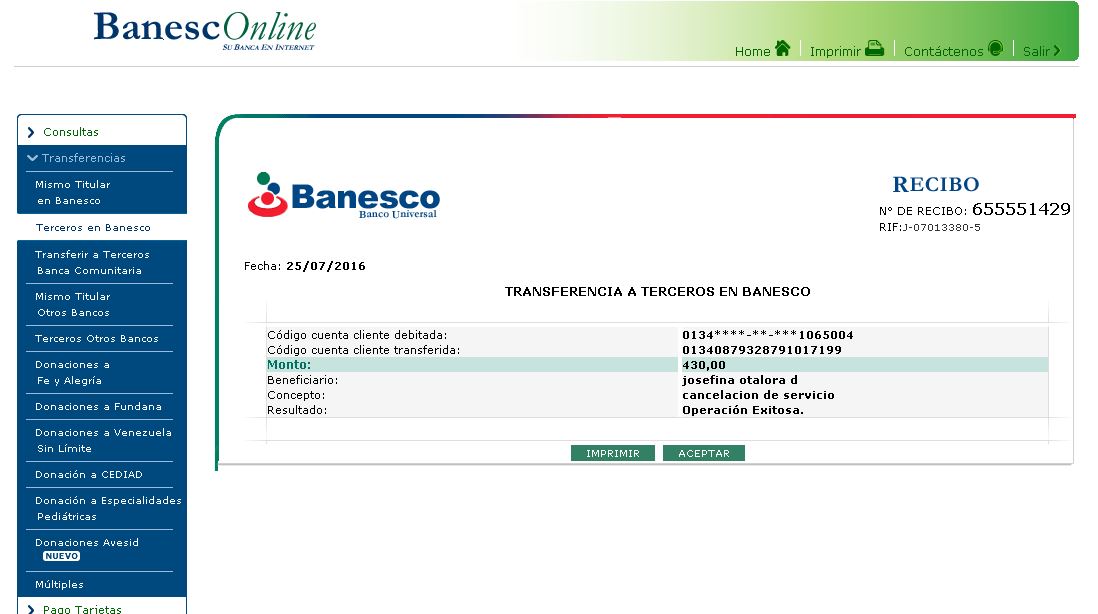 BanescOnline
SU BANCA EN INTERNET
Home Imprimir Contáctenos Salir
Consultas
Transferencias
Mismo Titular
en Banesco
Terceros en Banesco
Transferir a Terceros
Banca Comunitaria
Mismo Titular
Otros Bancos
Terceros Otros Bancos
Donaciones a
Fe y Alegría
Donaciones a Fundana
Donaciones a Venezuela
Sin Límite
Donación a CEDIAD
Donación a Especialidades
Pediátricas
Donaciones Avesid
NUEVO
Múltiples
Pago Tarjetas
Banesco
Banco Universal
RECIBO
N° DE RECIBO: 655551429
RIF:J-07013380-5
Fecha: 25/07/2016
TRANSFERENCIA A TERCEROS EN BANESCO
Código cuenta cliente debitada: 0134****-**-***1065004
Código cuenta cliente transferida: 01340879328791017199
Monto: 430,00
Beneficiario: josefina otalora d
Concepto: cancelacion de servicio
Resultado: Operación Exitosa.
IMPRIMIR ACEPTAR